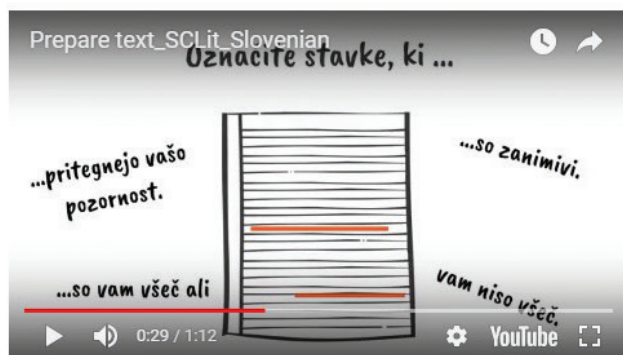 Prepare text_SCLit_Slovenian
Označite stavke, ki ...
...pritegnejo vašo
pozornost.
...so zanimivi.
...so vam všeč ali
vam niso všeč.
0:29 / 1:12
YouTube